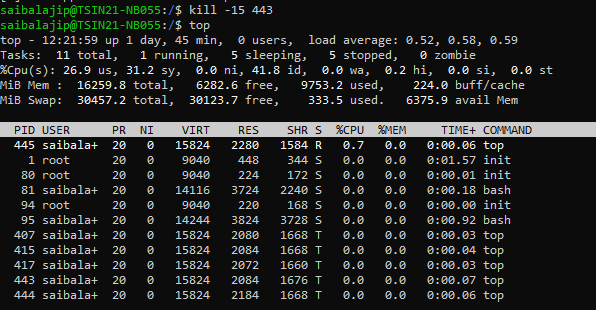 saibalajip@TSIN21-NB055:/$ kill -15 443
saibalajip@TSIN21-NB055:/$ top
top - 12:21:59 up 1 day, 45 min,  0 users,  load average: 0.52, 0.58, 0.59
Tasks:  11 total,   1 running,   5 sleeping,   5 stopped,   0 zombie
%Cpu(s): 26.9 us, 31.2 sy,  0.0 ni, 41.8 id,  0.0 wa,  0.2 hi,  0.0 si,  0.0 st
MiB Mem :  16259.8 total,   6282.6 free,   9753.2 used,    224.0 buff/cache
MiB Swap:  30457.2 total,  30123.7 free,    333.5 used.   6375.9 avail Mem
PID USER      PR  NI    VIRT    RES    SHR S  %CPU  %MEM     TIME+ COMMAND
445 saibala+  20   0   15824   2280   1584 R   0.7   0.0   0:00.06 top
1 root      20   0    9040    448    344 S   0.0   0.0   0:01.57 init
80 root      20   0    9040    224    172 S   0.0   0.0   0:00.01 init
81 saibala+  20   0   14116   3724   2240 S   0.0   0.0   0:00.18 bash
94 root      20   0    9040    220    168 S   0.0   0.0   0:00.00 init
95 saibala+  20   0   14244   3824   3728 S   0.0   0.0   0:00.92 bash
407 saibala+  20   0   15824   2080   1668 T   0.0   0.0   0:00.03 top
415 saibala+  20   0   15824   2084   1668 T   0.0   0.0   0:00.04 top
417 saibala+  20   0   15824   2072   1660 T   0.0   0.0   0:00.03 top
443 saibala+  20   0   15824   2084   1676 T   0.0   0.0   0:00.07 top
444 saibala+  20   0   15824   2184   1668 T   0.0   0.0   0:00.06 top